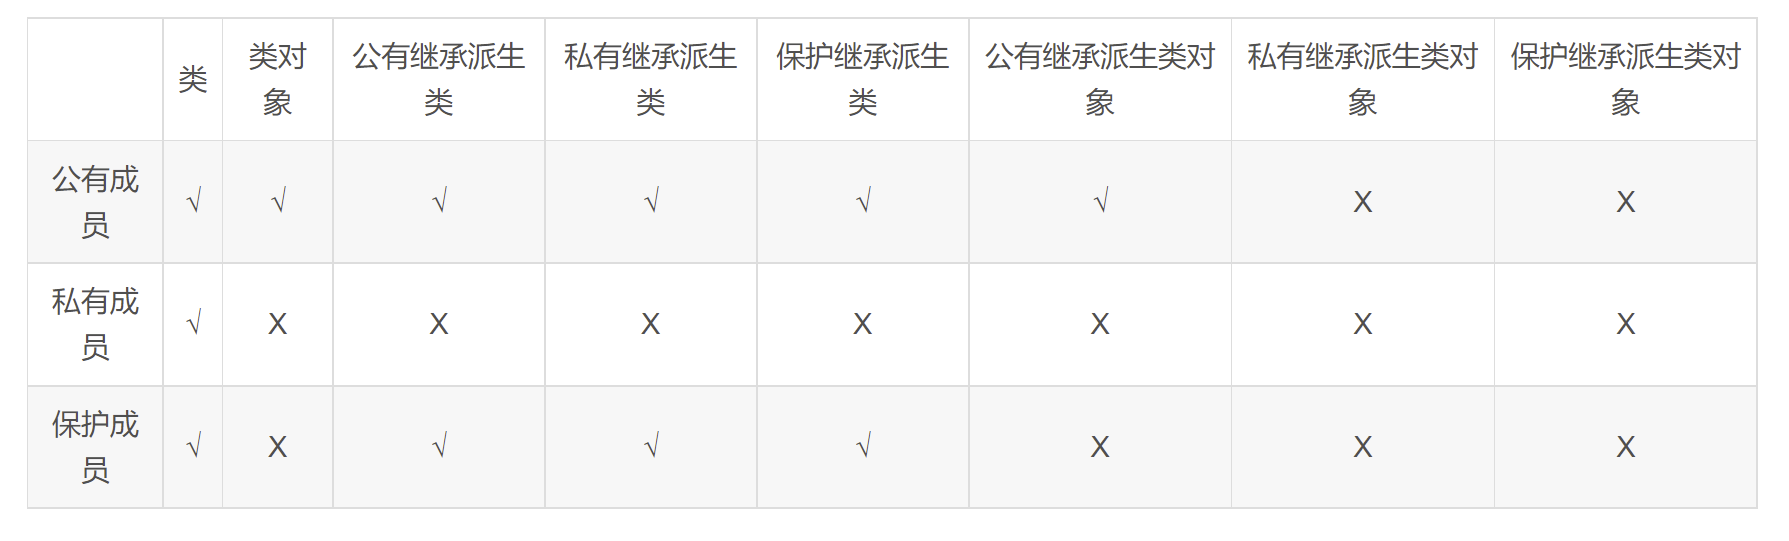 类 类对象 公有继承派生类 私有继承派生类 保护继承派生类 公有继承派生类对象 私有继承派生类对象 保护继承派生类对象
公有成员 √ √ √ √ √ √ X X
私有成员 √ X X X X X X X
保护成员 √ X √ √ √ X X X